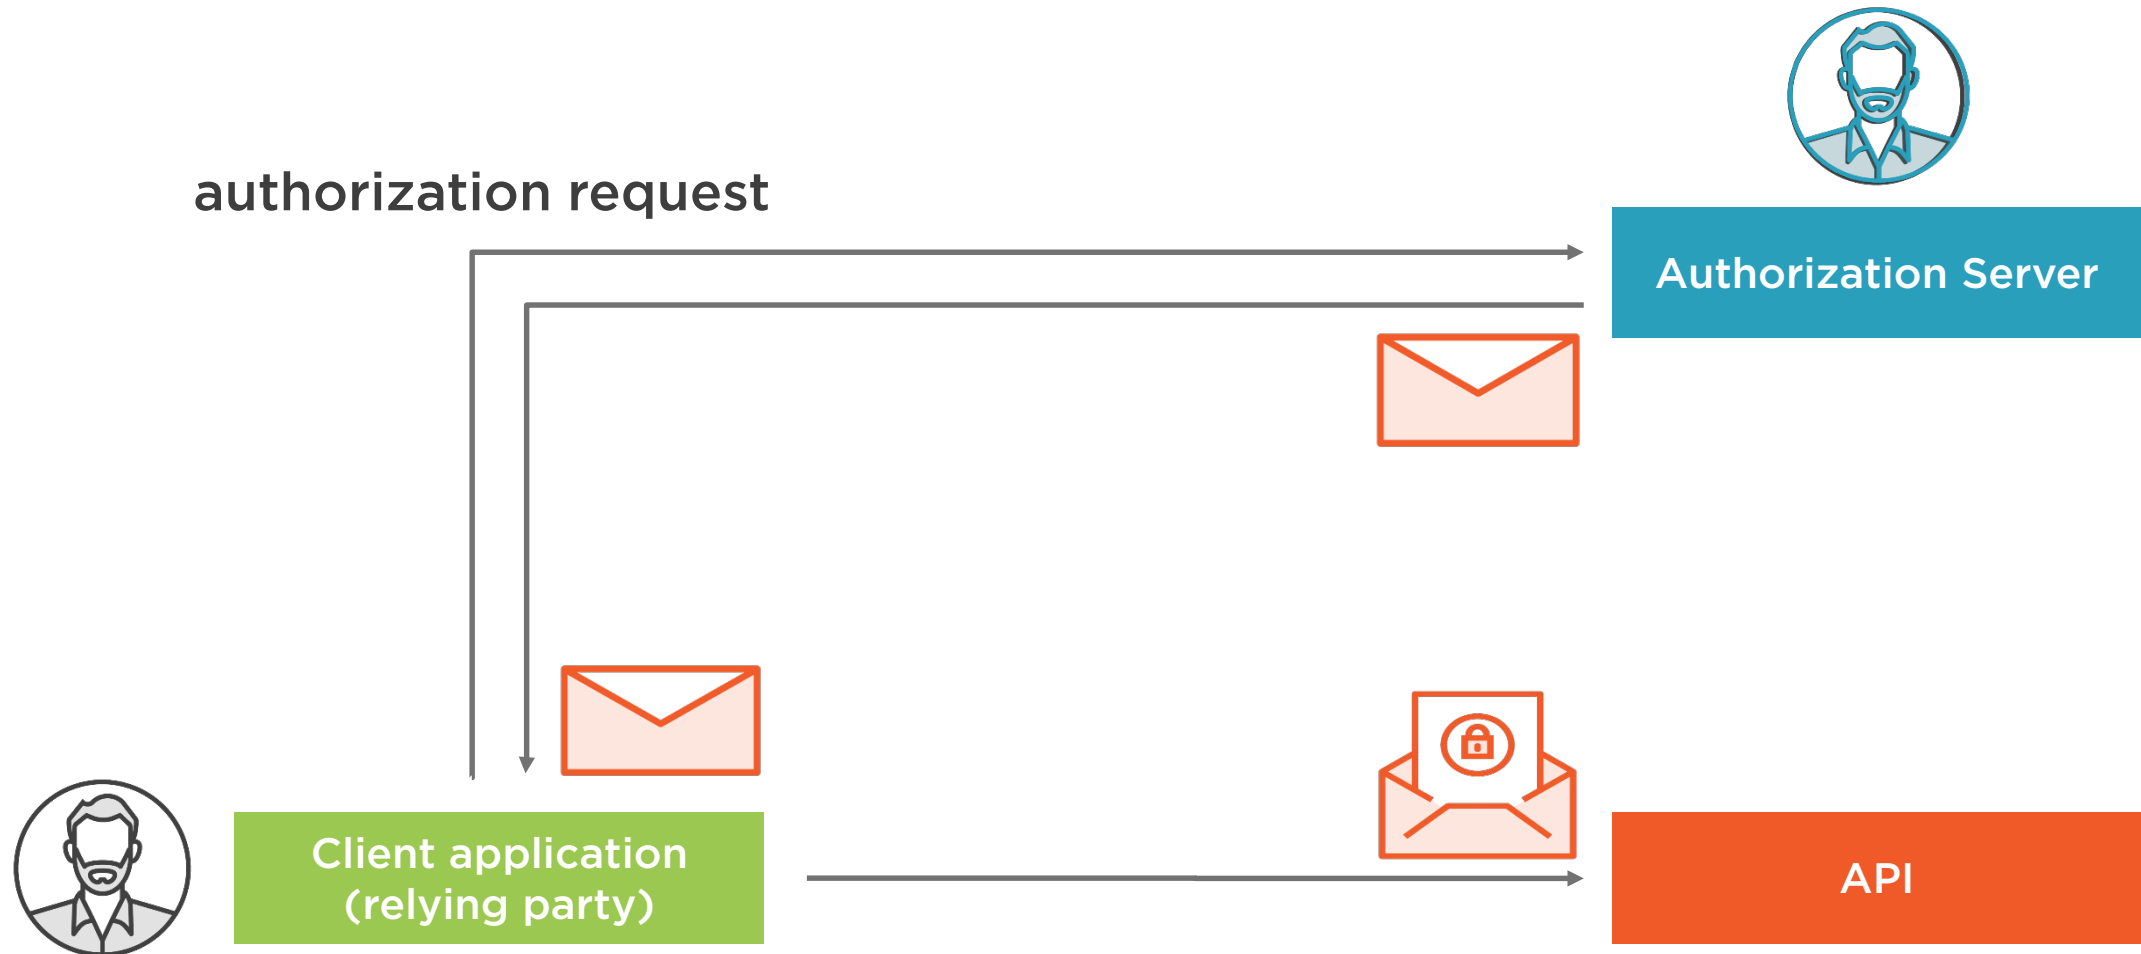 authorization request
Authorization Server
Client application
(relying party)
API